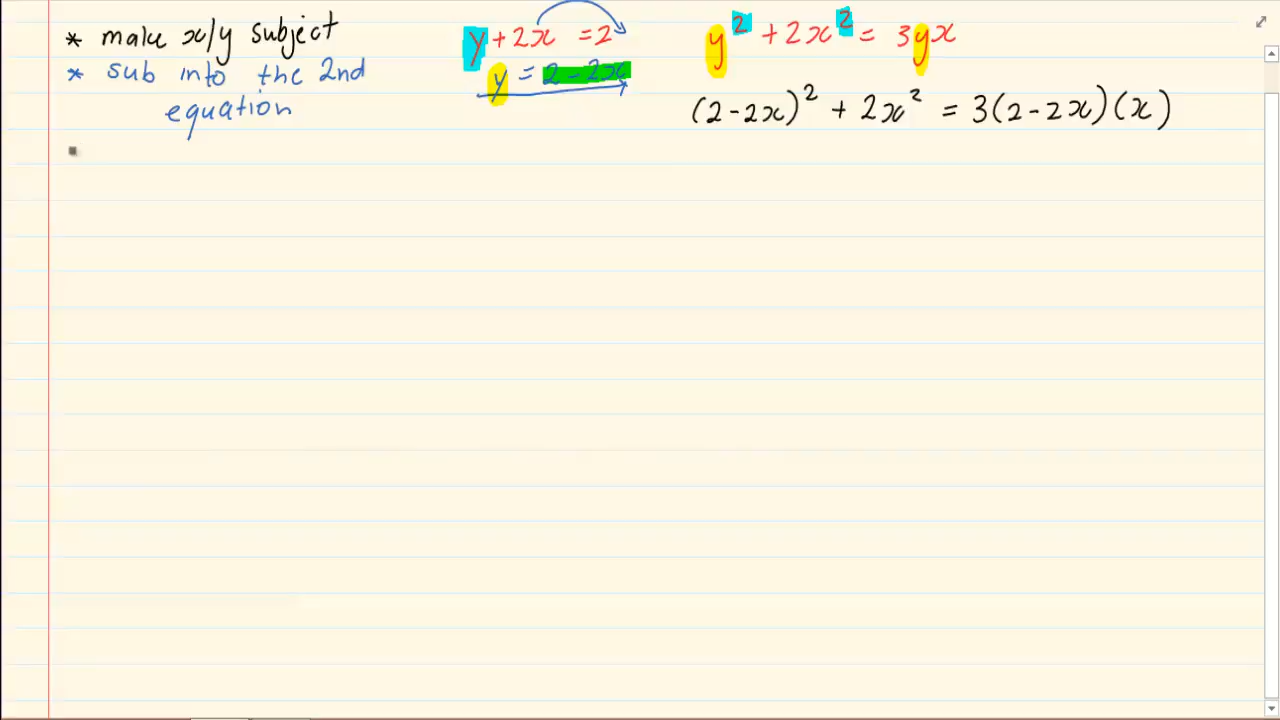 * make x/y subject
* sub into the 2nd
equation
y + 2x = 2
y = 2 - 2x
y² + 2x² = 3yx
(2 - 2x)² + 2x² = 3(2 - 2x)(x)